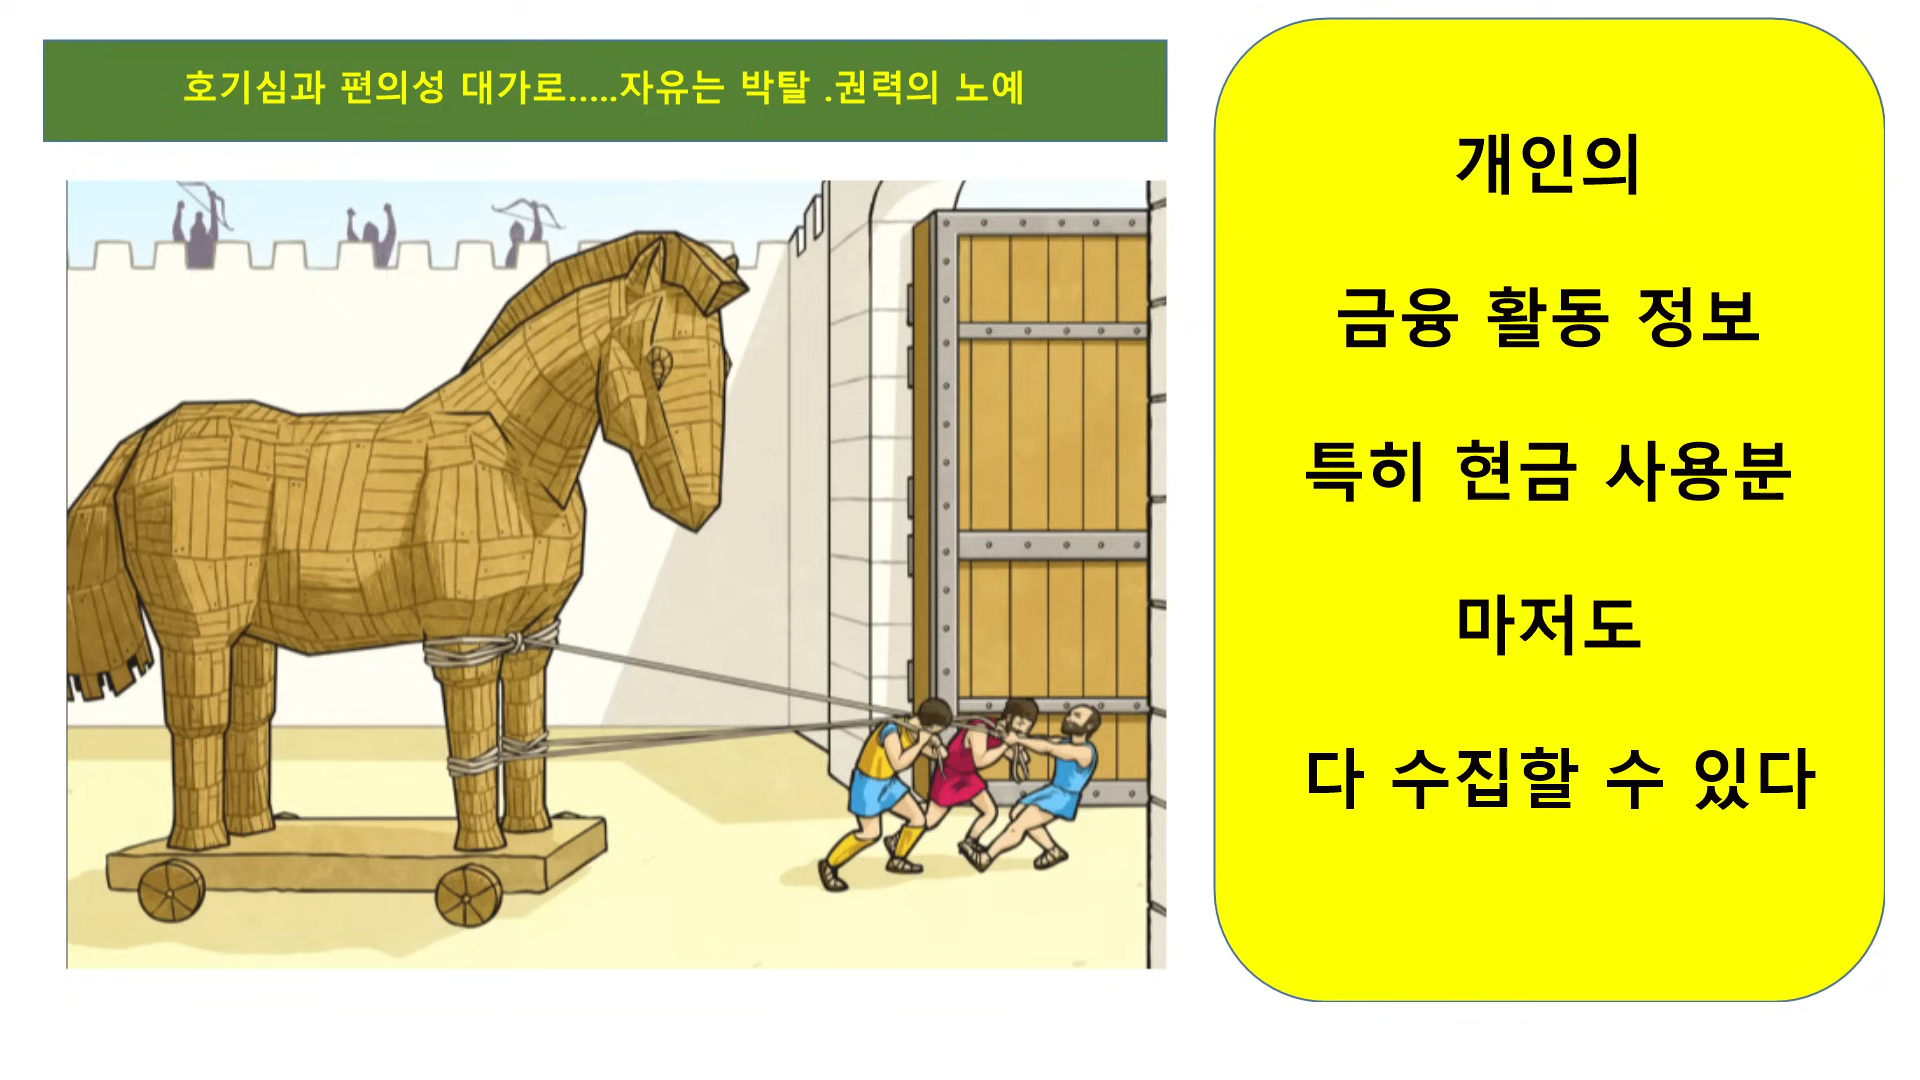 호기심과 편의성 대가로.....자유는 박탈 .권력의 노예
개인의
금융 활동 정보
특히 현금 사용분
마저도
다 수집할 수 있다